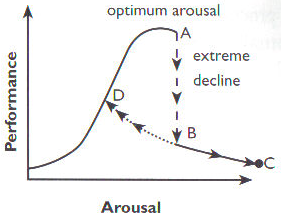 optimum arousal
A
extreme
decline
D
B
C
Performance
Arousal